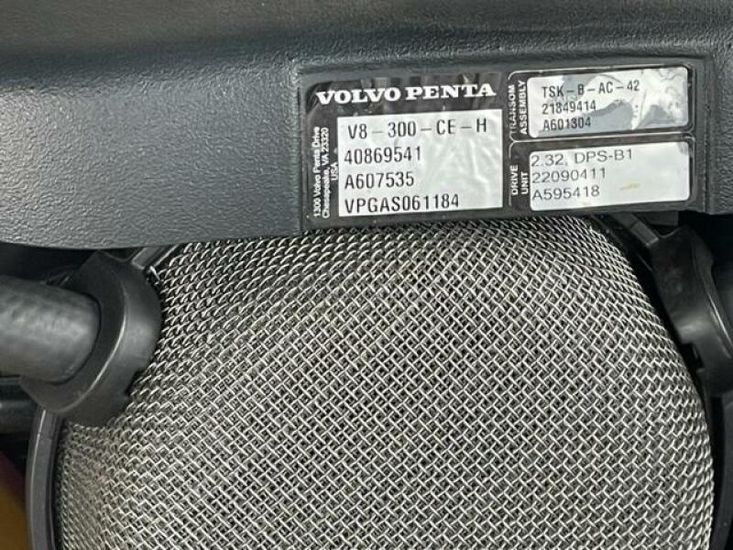 VOLVO PENTA
1300 Volvo Penta Drive
Chesapeake, VA 23320
USA
V8-300-CE-H
40869541
A607535
VPGAS061184
TRANSOM
ASSEMBLY
TSK-B-AC-42
21849414
A601304
DRIVE
UNIT
2.32, DPS-B1
22090411
A595418